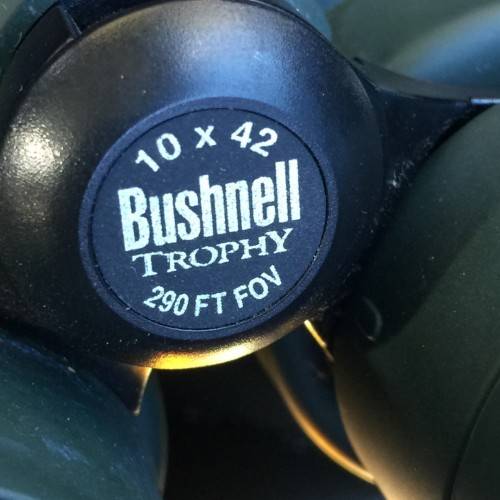 10 x 42
Bushnell
TROPHY
290 FT FOV